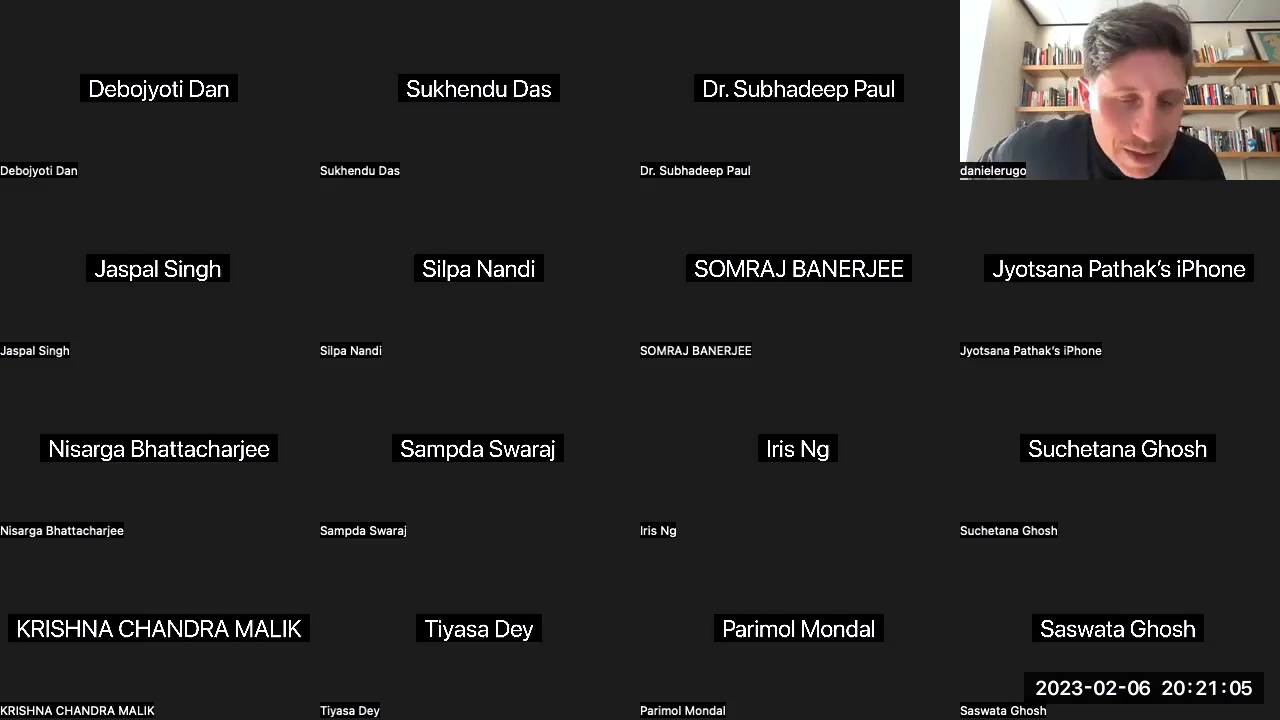 Debojyoti Dan
Sukhendu Das
Dr. Subhadeep Paul
Debojyoti Dan
Sukhendu Das
Dr. Subhadeep Paul
danielerugo
Jaspal Singh
Silpa Nandi
SOMRAJ BANERJEE
Jyotsana Pathak’s iPhone
Jaspal Singh
Silpa Nandi
SOMRAJ BANERJEE
Jyotsana Pathak’s iPhone
Nisarga Bhattacharjee
Sampda Swaraj
Iris Ng
Suchetana Ghosh
Nisarga Bhattacharjee
Sampda Swaraj
Iris Ng
Suchetana Ghosh
KRISHNA CHANDRA MALIK
Tiyasa Dey
Parimol Mondal
Saswata Ghosh
2023-02-06 20:21:05
KRISHNA CHANDRA MALIK
Tiyasa Dey
Parimol Mondal
Saswata Ghosh